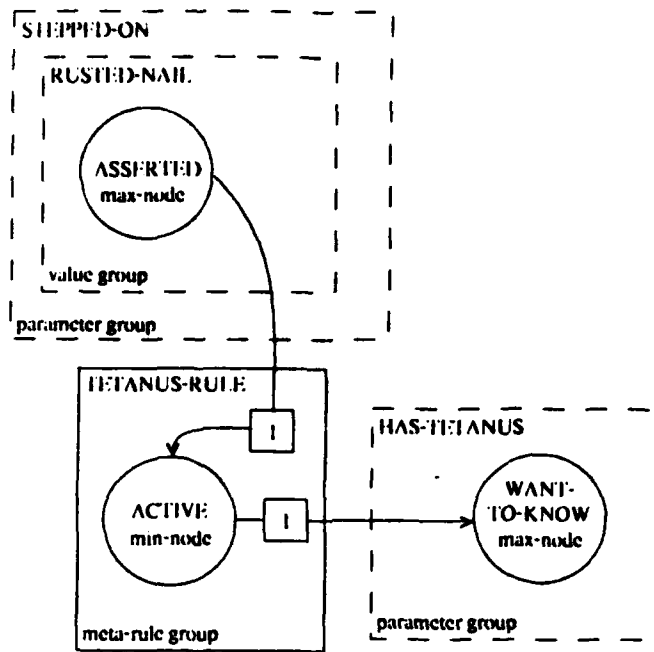 STEPPED-ON
RUSTED-NAIL
ASSERTED
max-node
value group
parameter group
TETANUS-RULE
1
ACTIVE
min-node
1
meta-rule group
HAS-TETANUS
WANT-
TO-KNOW
max-node
parameter group